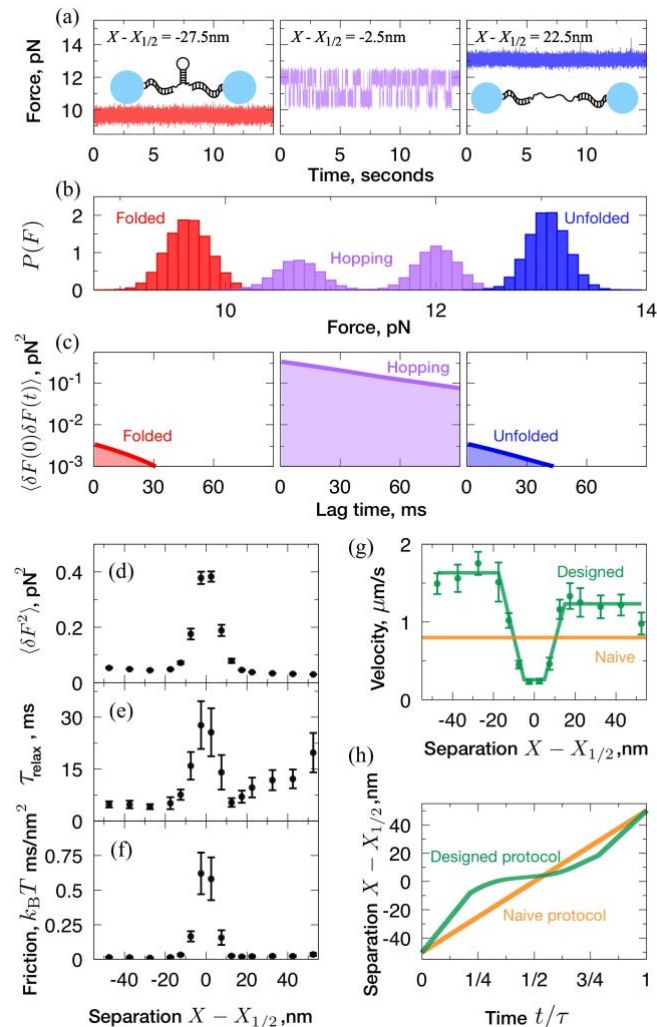 (a)
X - X1/2 = -27.5nm
X - X1/2 = -2.5nm
X - X1/2 = 22.5nm
Force, pN
14
12
10
0 5 10 0 5 10 0 5 10
Time, seconds
(b)
Folded
Hopping
Unfolded
P(F)
2
1
0
10 12 14
Force, pN
(c)
⟨δF(0)δF(t)⟩, pN²
10⁻¹
10⁻²
10⁻³
Folded
Hopping
Unfolded
0 30 60 0 30 60 0 30 60
Lag time, ms
(d)
⟨δF²⟩, pN²
0.4
0.2
0
(e)
τrelax , ms
30
15
0
(f)
Friction, kBT ms/nm²
0.75
0.5
0.25
0
-40 -20 0 20 40
Separation X - X1/2,nm
(g)
Designed
Naive
Velocity, μm/s
2
1
0
-40 -20 0 20 40
Separation X - X1/2,nm
(h)
Separation X - X1/2,nm
40
20
0
-20
-40
Designed protocol
Naive protocol
0 1/4 1/2 3/4 1
Time t/τ